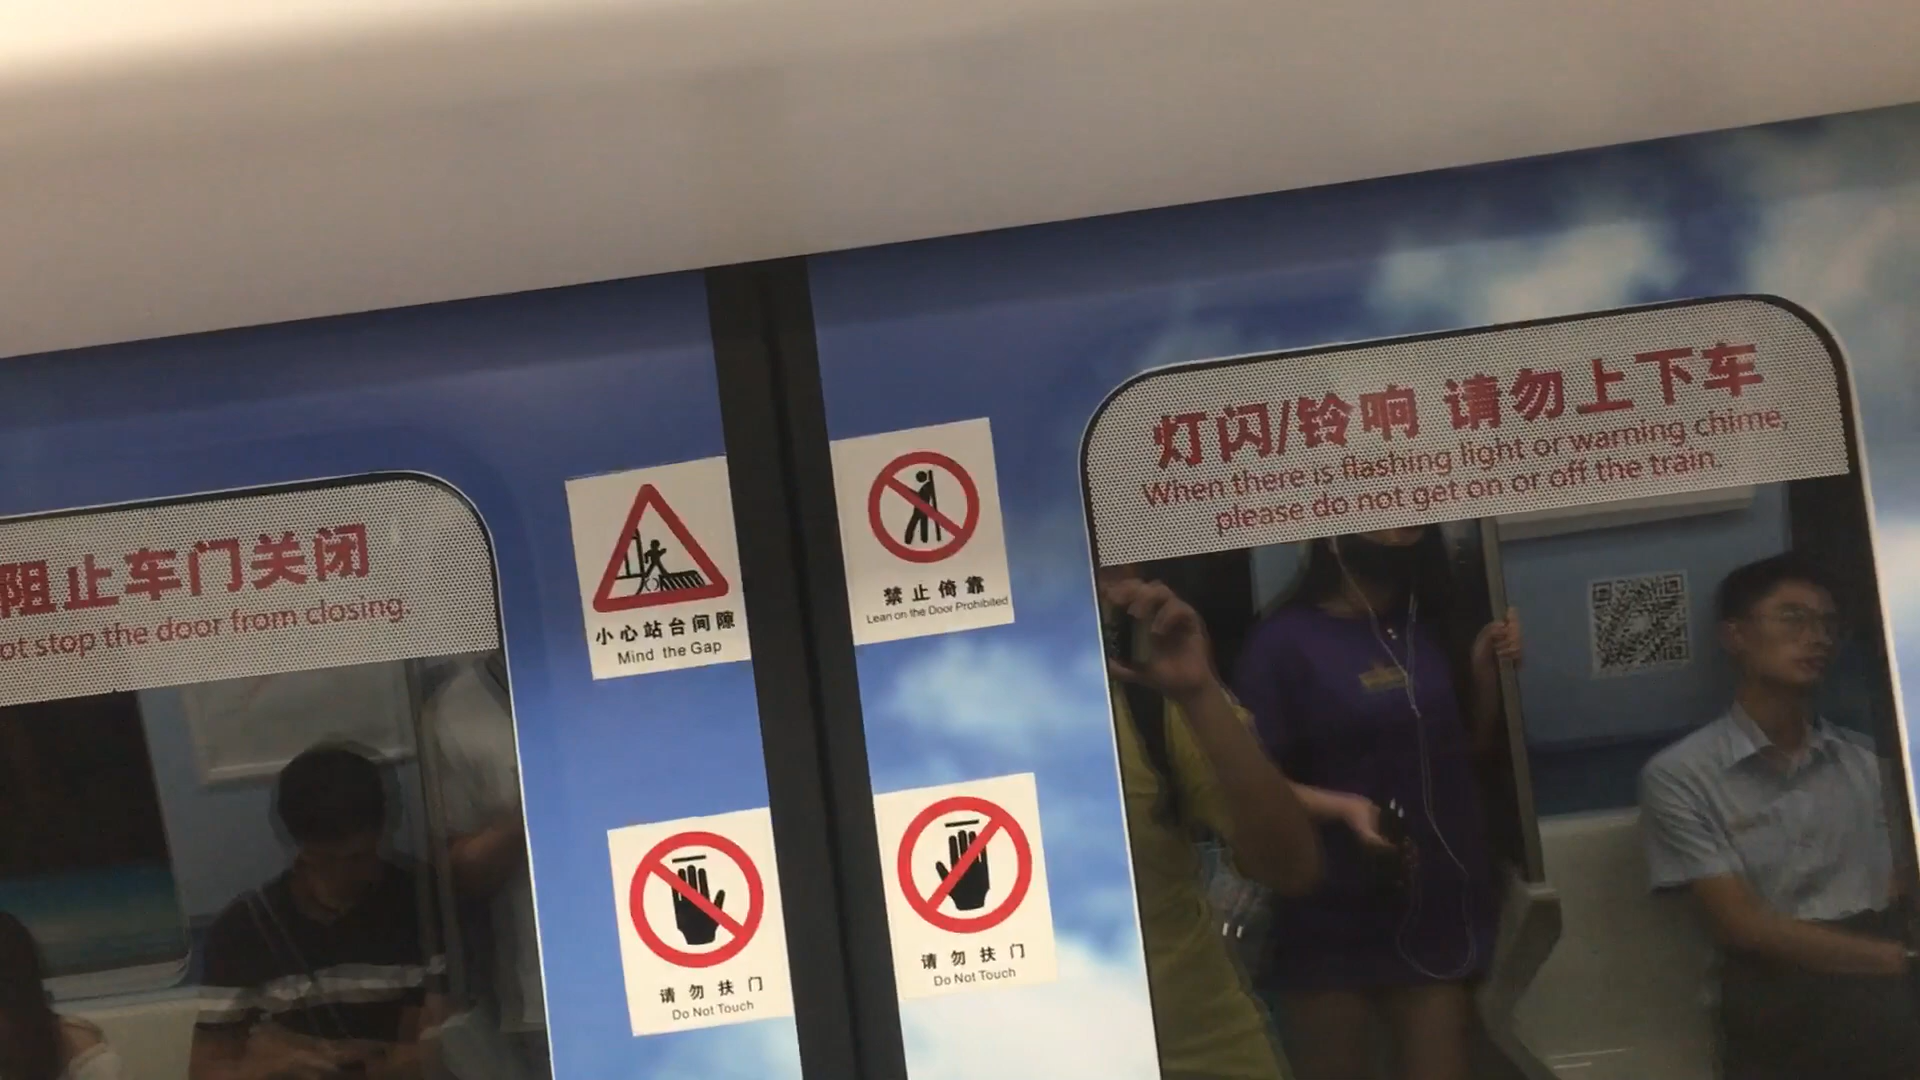 阻止车门关闭
stop the door from closing.
小心站台间隙
Mind the Gap
禁止倚靠
Lean on the Door Prohibited
灯闪/铃响 请勿上下车
When there is flashing light or warning chime,
please do not get on or off the train.
请勿扶门
Do Not Touch
请勿扶门
Do Not Touch